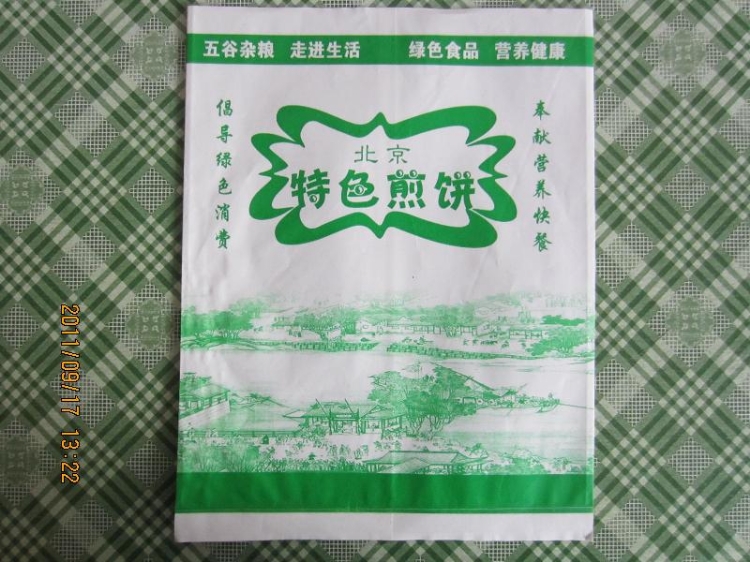 五谷杂粮 走进生活 绿色食品 营养健康
倡导绿色消费
北京
特色煎饼
奉献营养快餐
2011/09/17 13:22